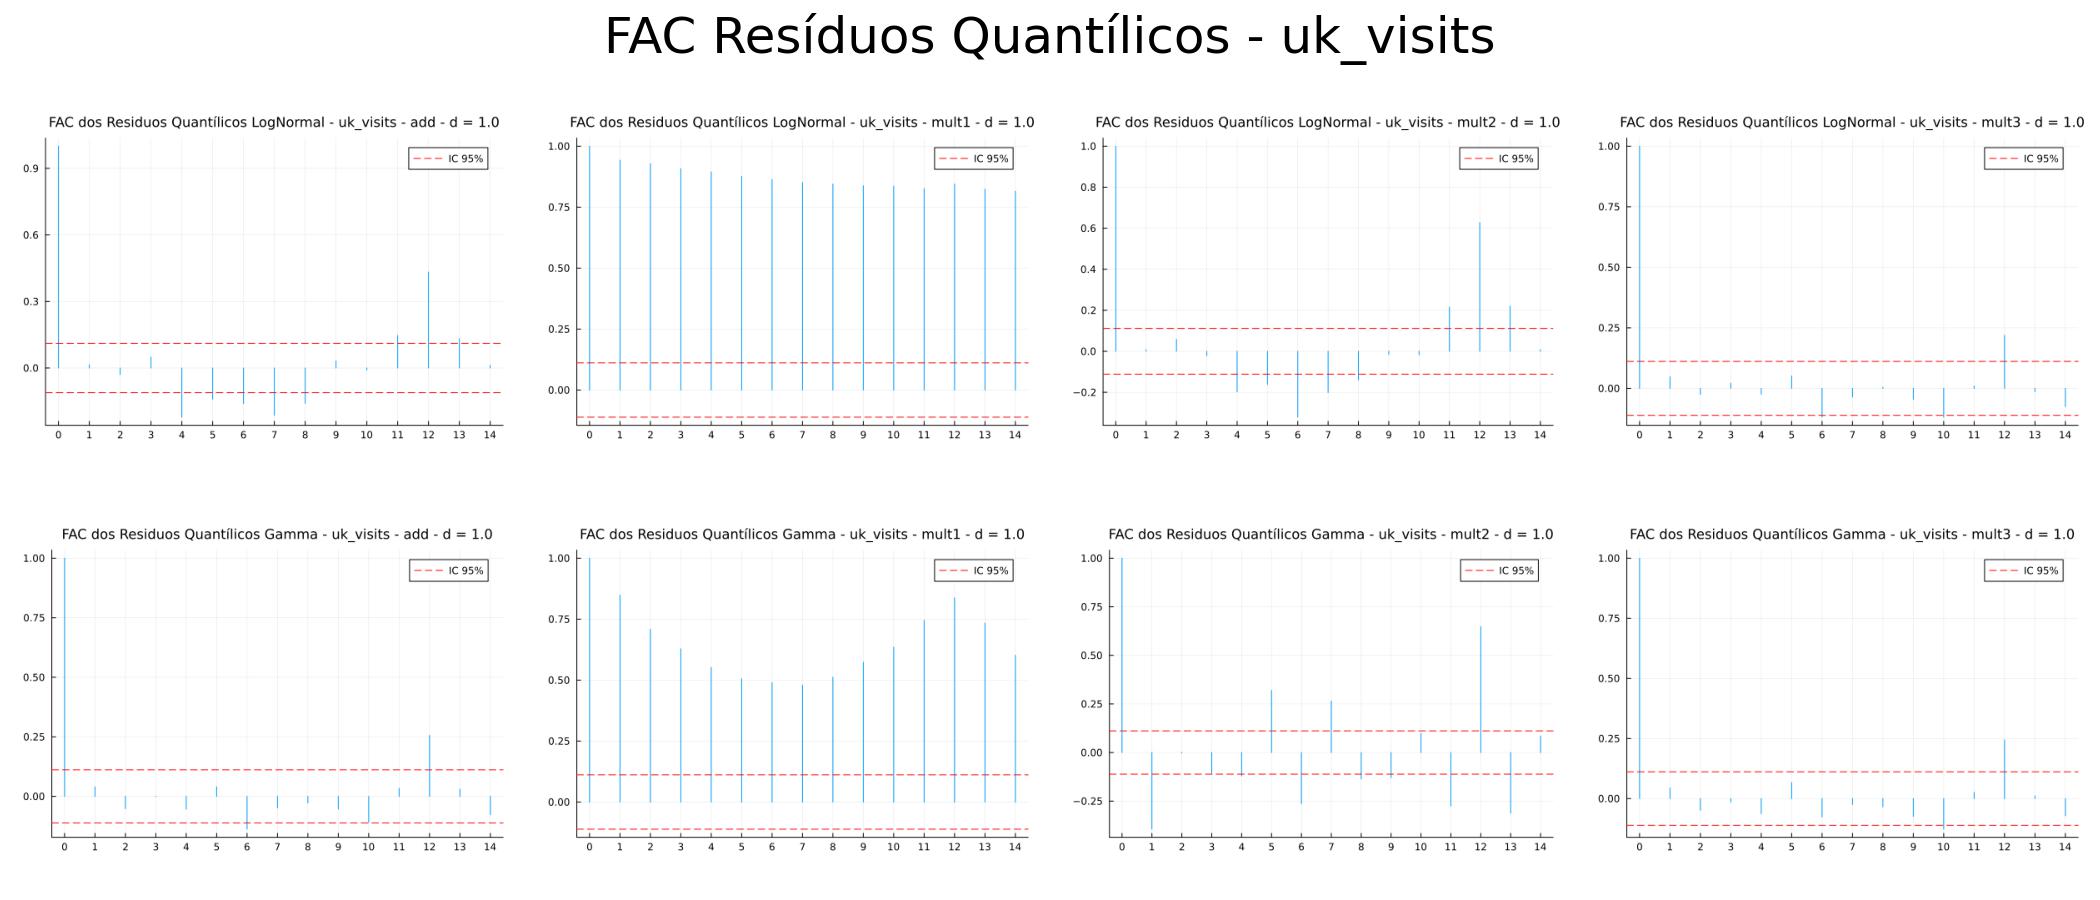 FAC Resíduos Quantílicos - uk_visits
FAC dos Residuos Quantílicos LogNormal - uk_visits - add - d = 1.0
IC 95%
0.9
0.6
0.3
0.0
0 1 2 3 4 5 6 7 8 9 10 11 12 13 14
FAC dos Residuos Quantílicos LogNormal - uk_visits - mult1 - d = 1.0
IC 95%
1.00
0.75
0.50
0.25
0.00
0 1 2 3 4 5 6 7 8 9 10 11 12 13 14
FAC dos Residuos Quantílicos LogNormal - uk_visits - mult2 - d = 1.0
IC 95%
1.0
0.8
0.6
0.4
0.2
0.0
−0.2
0 1 2 3 4 5 6 7 8 9 10 11 12 13 14
FAC dos Residuos Quantílicos LogNormal - uk_visits - mult3 - d = 1.0
IC 95%
1.00
0.75
0.50
0.25
0.00
0 1 2 3 4 5 6 7 8 9 10 11 12 13 14
FAC dos Residuos Quantílicos Gamma - uk_visits - add - d = 1.0
IC 95%
1.00
0.75
0.50
0.25
0.00
0 1 2 3 4 5 6 7 8 9 10 11 12 13 14
FAC dos Residuos Quantílicos Gamma - uk_visits - mult1 - d = 1.0
IC 95%
1.00
0.75
0.50
0.25
0.00
0 1 2 3 4 5 6 7 8 9 10 11 12 13 14
FAC dos Residuos Quantílicos Gamma - uk_visits - mult2 - d = 1.0
IC 95%
1.00
0.75
0.50
0.25
0.00
−0.25
0 1 2 3 4 5 6 7 8 9 10 11 12 13 14
FAC dos Residuos Quantílicos Gamma - uk_visits - mult3 - d = 1.0
IC 95%
1.00
0.75
0.50
0.25
0.00
0 1 2 3 4 5 6 7 8 9 10 11 12 13 14